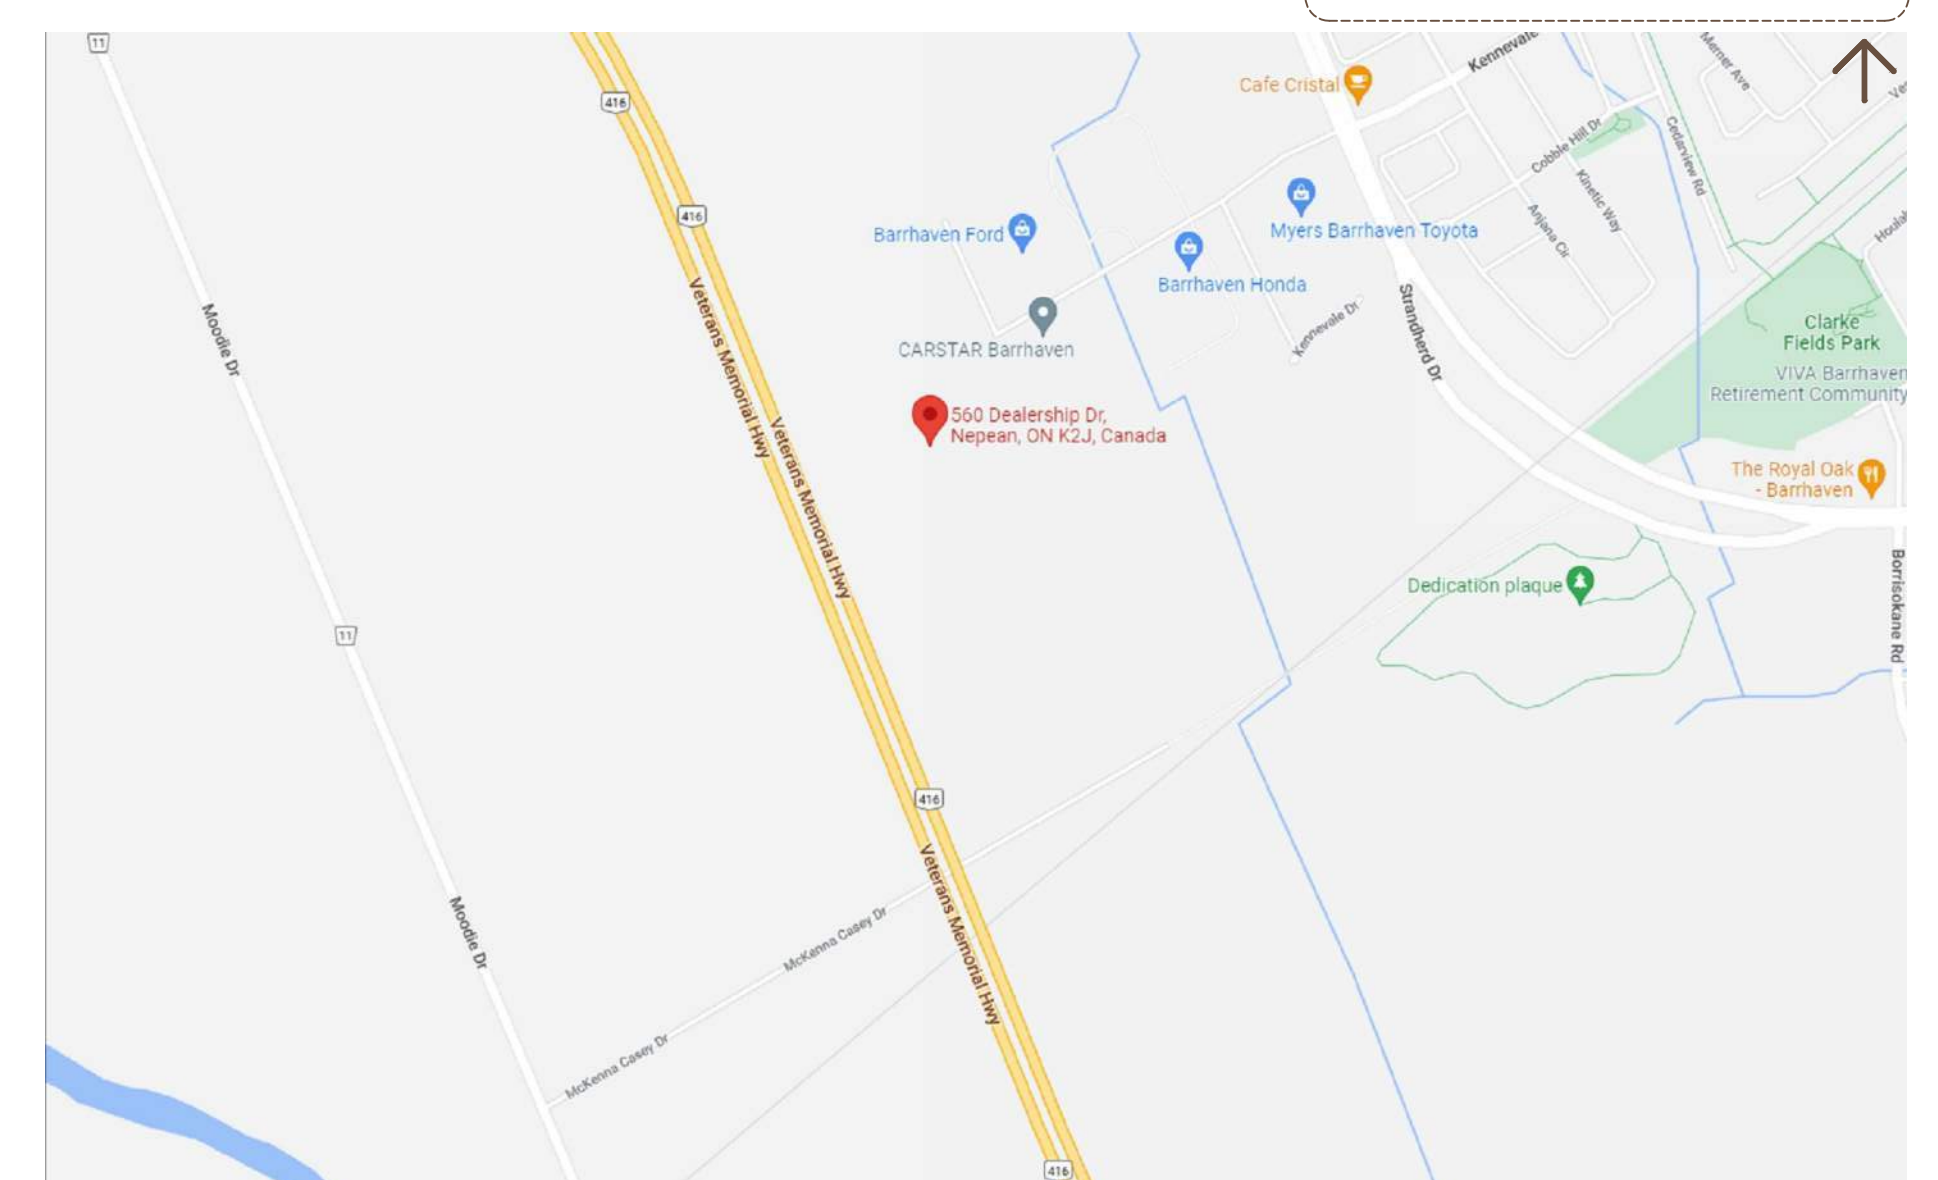 11
416
Kennevale
Merner Ave
Cafe Cristal
Cobble Hill Dr
Cedarview Rd
Kinetic Way
Anjana Cir
416
Barrhaven Ford
Myers Barrhaven Toyota
Barrhaven Honda
Kennevale Dr
Strandherd Dr
CARSTAR Barrhaven
Moodie Dr
Veterans Memorial Hwy
Veterans Memorial Hwy
Clarke
Fields Park
VIVA Barrhaven
Retirement Community
560 Dealership Dr,
Nepean, ON K2J, Canada
The Royal Oak
- Barrhaven
Dedication plaque
Borrisokane Rd
11
416
Veterans Memorial Hwy
McKenna Casey Dr
Moodie Dr
McKenna Casey Dr
416